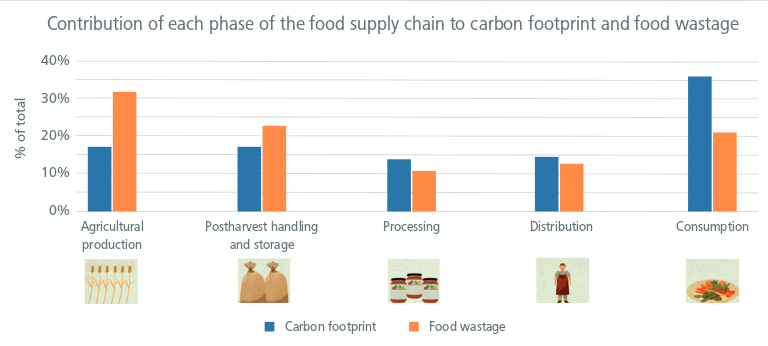 Contribution of each phase of the food supply chain to carbon footprint and food wastage
% of total
40%
30%
20%
10%
0%
Agricultural
production
Postharvest handling
and storage
Processing
Distribution
Consumption
Carbon footprint
Food wastage